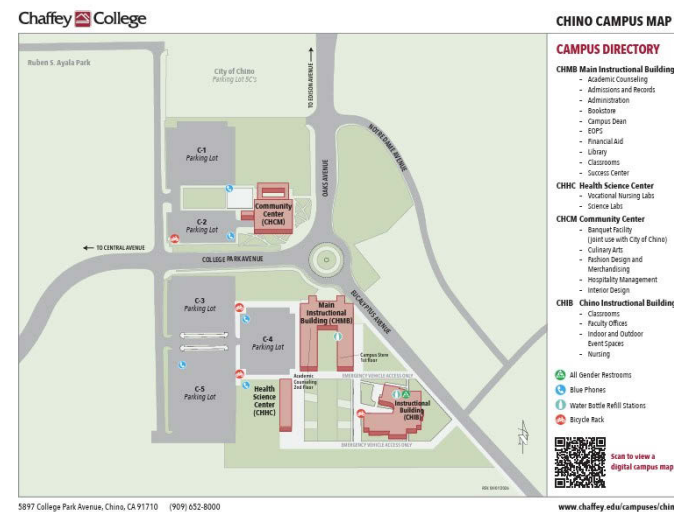 Chaffey College
CHINO CAMPUS MAP
Ruben S. Ayala Park
City of Chino
Parking Lot BC's
TO EDISON AVENUE
NOTRE DAME AVENUE
OAKS AVENUE
C-1
Parking Lot
Community
Center
(CHCM)
C-2
Parking Lot
TO CENTRAL AVENUE
COLLEGE PARK AVENUE
EUCALYPTUS AVENUE
C-3
Parking Lot
C-4
Parking Lot
Main
Instructional
Building (CHMB)
Campus Store
1st floor
Academic
Counseling
2nd floor
EMERGENCY VEHICLE ACCESS ONLY
C-5
Parking Lot
Health
Science
Center
(CHHC)
Instructional
Building
(CHIB)
EMERGENCY VEHICLE ACCESS ONLY
CAMPUS DIRECTORY
CHMB Main Instructional Building
- Academic Counseling
- Admissions and Records
- Administration
- Bookstore
- Campus Dean
- EOPS
- Financial Aid
- Library
- Classrooms
- Success Center
CHHC Health Science Center
- Vocational Nursing Labs
- Science Labs
CHCM Community Center
- Banquet Facility
(joint use with City of Chino)
- Culinary Arts
- Fashion Design and
Merchandising
- Hospitality Management
- Interior Design
CHIB Chino Instructional Building
- Classrooms
- Faculty Offices
- Indoor and Outdoor
Event Spaces
- Nursing
All Gender Restrooms
Blue Phones
Water Bottle Refill Stations
Bicycle Rack
Scan to view a
digital campus map
5897 College Park Avenue, Chino, CA 91710 (909) 652-8000
www.chaffey.edu/campuses/chin